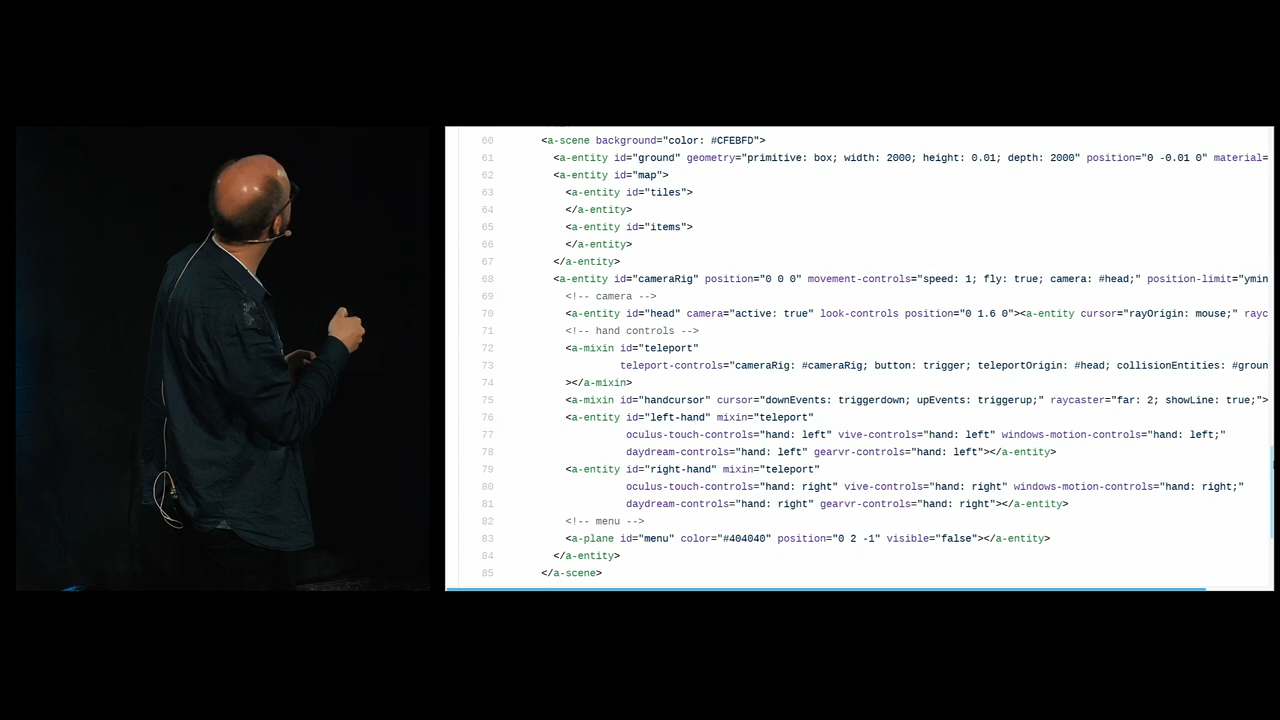 60 <a-scene background="color: #CFEBFD">
61 <a-entity id="ground" geometry="primitive: box; width: 2000; height: 0.01; depth: 2000" position="0 -0.01 0" material=
62 <a-entity id="map">
63 <a-entity id="tiles">
64 </a-entity>
65 <a-entity id="items">
66 </a-entity>
67 </a-entity>
68 <a-entity id="cameraRig" position="0 0 0" movement-controls="speed: 1; fly: true; camera: #head;" position-limit="ymin
69 <!-- camera -->
70 <a-entity id="head" camera="active: true" look-controls position="0 1.6 0"><a-entity cursor="rayOrigin: mouse;" rayc
71 <!-- hand controls -->
72 <a-mixin id="teleport"
73 teleport-controls="cameraRig: #cameraRig; button: trigger; teleportOrigin: #head; collisionEntities: #groun
74 ></a-mixin>
75 <a-mixin id="handcursor" cursor="downEvents: triggerdown; upEvents: triggerup;" raycaster="far: 2; showLine: true;">
76 <a-entity id="left-hand" mixin="teleport"
77 oculus-touch-controls="hand: left" vive-controls="hand: left" windows-motion-controls="hand: left;"
78 daydream-controls="hand: left" gearvr-controls="hand: left"></a-entity>
79 <a-entity id="right-hand" mixin="teleport"
80 oculus-touch-controls="hand: right" vive-controls="hand: right" windows-motion-controls="hand: right;"
81 daydream-controls="hand: right" gearvr-controls="hand: right"></a-entity>
82 <!-- menu -->
83 <a-plane id="menu" color="#404040" position="0 2 -1" visible="false"></a-entity>
84 </a-entity>
85 </a-scene>